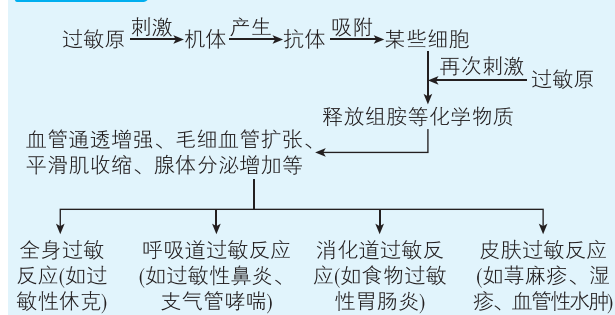 过敏原 刺激 机体 产生 抗体 吸附 某些细胞
再次刺激 过敏原
释放组胺等化学物质
血管通透增强、毛细血管扩张、
平滑肌收缩、腺体分泌增加等
全身过敏
反应(如过
敏性休克)
呼吸道过敏反应
(如过敏性鼻炎、
支气管哮喘)
消化道过敏反
应(如食物过敏
性胃肠炎)
皮肤过敏反应
(如荨麻疹、湿
疹、血管性水肿)